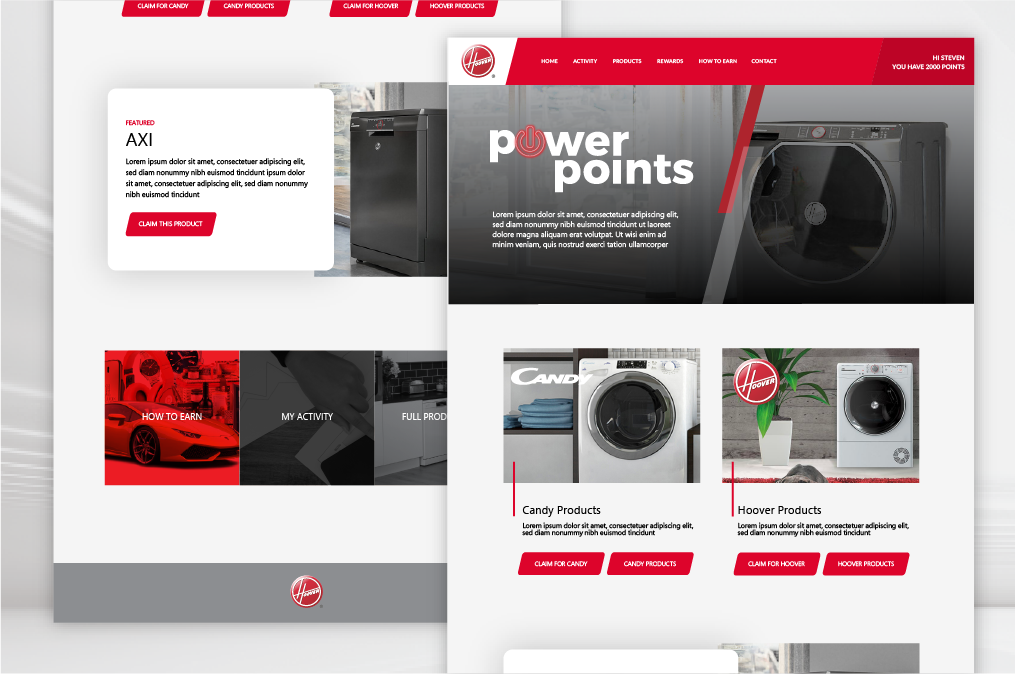 CLAIM FOR CANDY
CANDY PRODUCTS
CLAIM FOR HOOVER
HOOVER PRODUCTS
FEATURED
AXI
Lorem ipsum dolor sit amet, consectetuer adipiscing elit,
sed diam nonummy nibh euismod tincidunt ipsum dolor
sit amet, consectetuer adipiscing elit, sed diam nonummy
nibh euismod tincidunt
CLAIM THIS PRODUCT
HOW TO EARN
MY ACTIVITY
FULL PROD
HOOVER
HOOVER
HOME
ACTIVITY
PRODUCTS
REWARDS
HOW TO EARN
CONTACT
HI STEVEN
YOU HAVE 2000 POINTS
power
points
Lorem ipsum dolor sit amet, consectetuer adipiscing elit,
sed diam nonummy nibh euismod tincidunt ut laoreet
dolore magna aliquam erat volutpat. Ut wisi enim ad
minim veniam, quis nostrud exerci tation ullamcorper
CANDY
HOOVER
Candy Products
Lorem ipsum dolor sit amet, consectetuer adipiscing elit,
sed diam nonummy nibh euismod tincidunt
CLAIM FOR CANDY
CANDY PRODUCTS
Hoover Products
Lorem ipsum dolor sit amet, consectetuer adipiscing elit,
sed diam nonummy nibh euismod tincidunt
CLAIM FOR HOOVER
HOOVER PRODUCTS